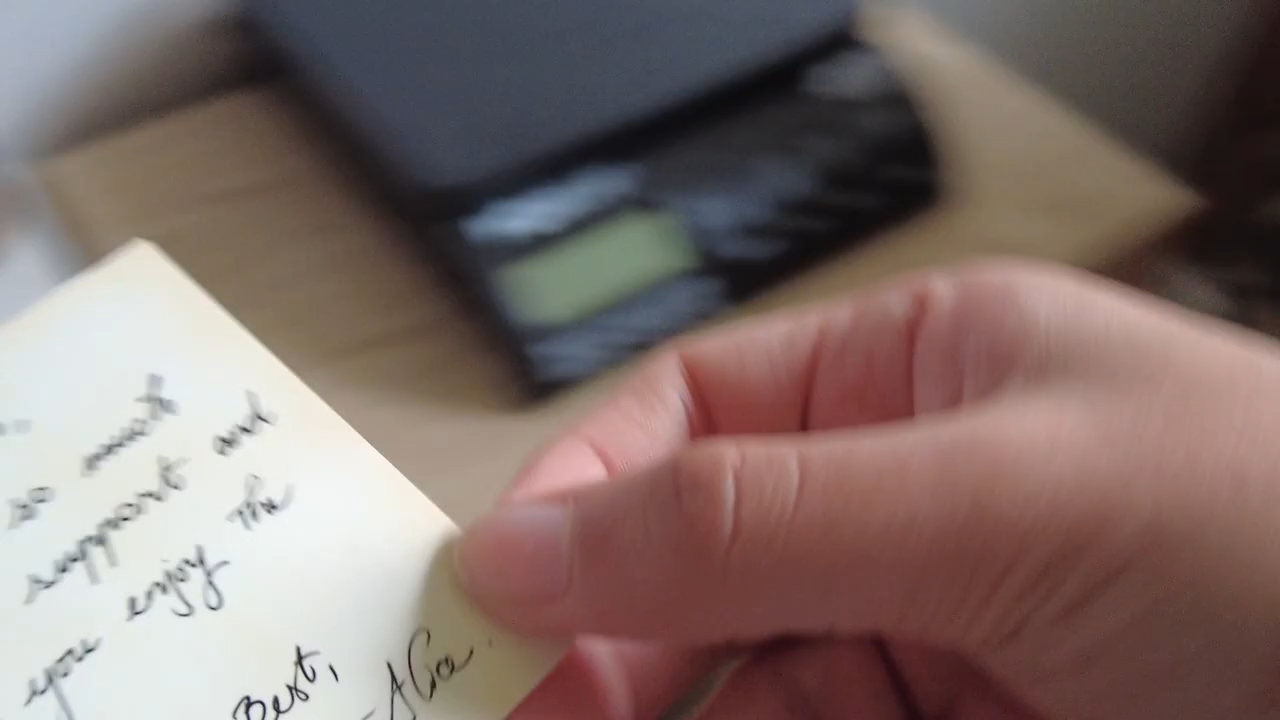 so much
support and
you enjoy the
Best,